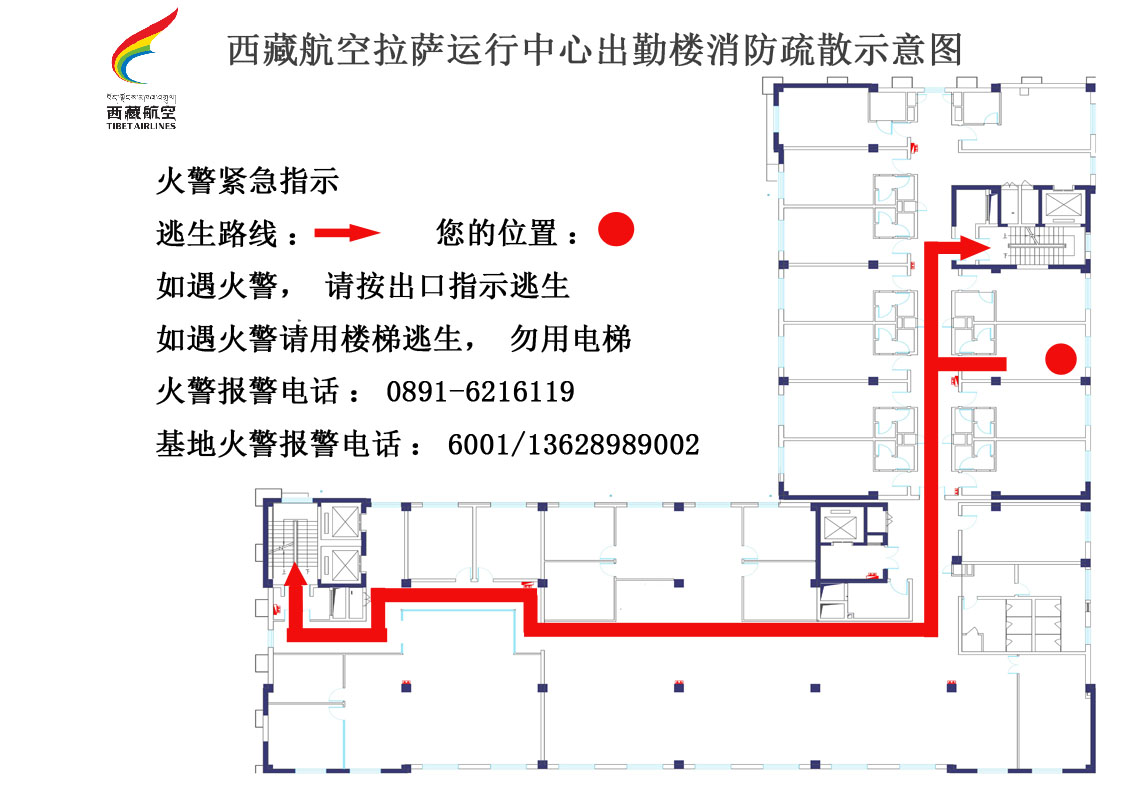 西藏航空拉萨运行中心出勤楼消防疏散示意图
西藏航空
TIBET AIRLINES
火警紧急指示
逃生路线：
您的位置：
如遇火警， 请按出口指示逃生
如遇火警请用楼梯逃生， 勿用电梯
火警报警电话： 0891-6216119
基地火警报警电话： 6001/13628989002
上
下
上
下